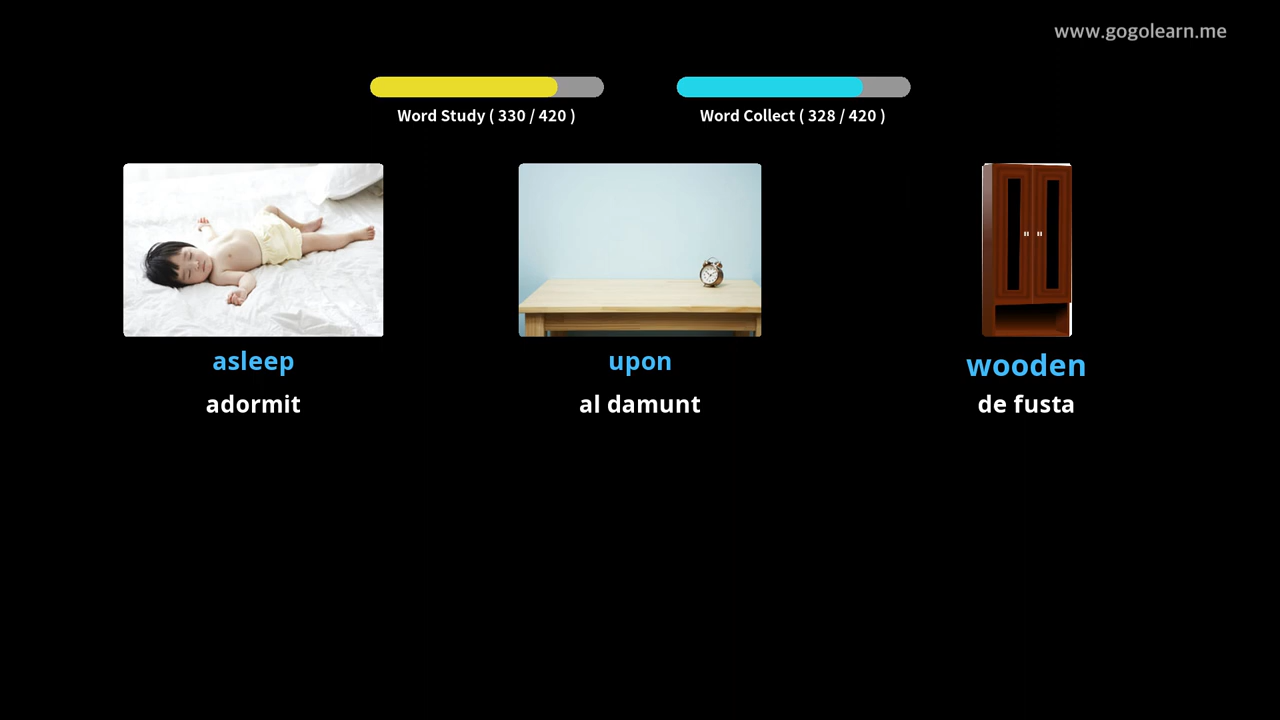 www.gogolearn.me
Word Study ( 330 / 420 )
Word Collect ( 328 / 420 )
asleep
upon
wooden
adormit
al damunt
de fusta